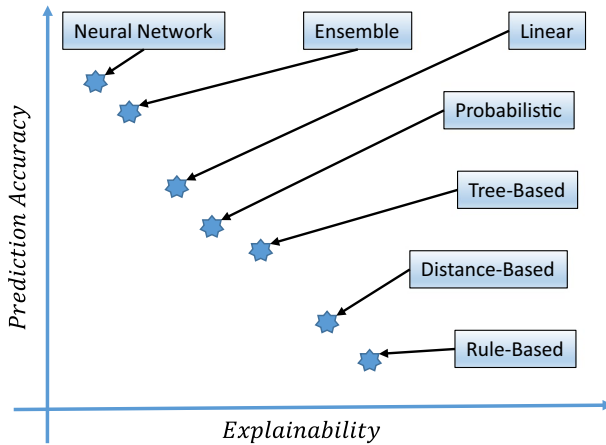 Neural Network
Ensemble
Linear
Probabilistic
Tree-Based
Distance-Based
Rule-Based
Prediction Accuracy
Explainability